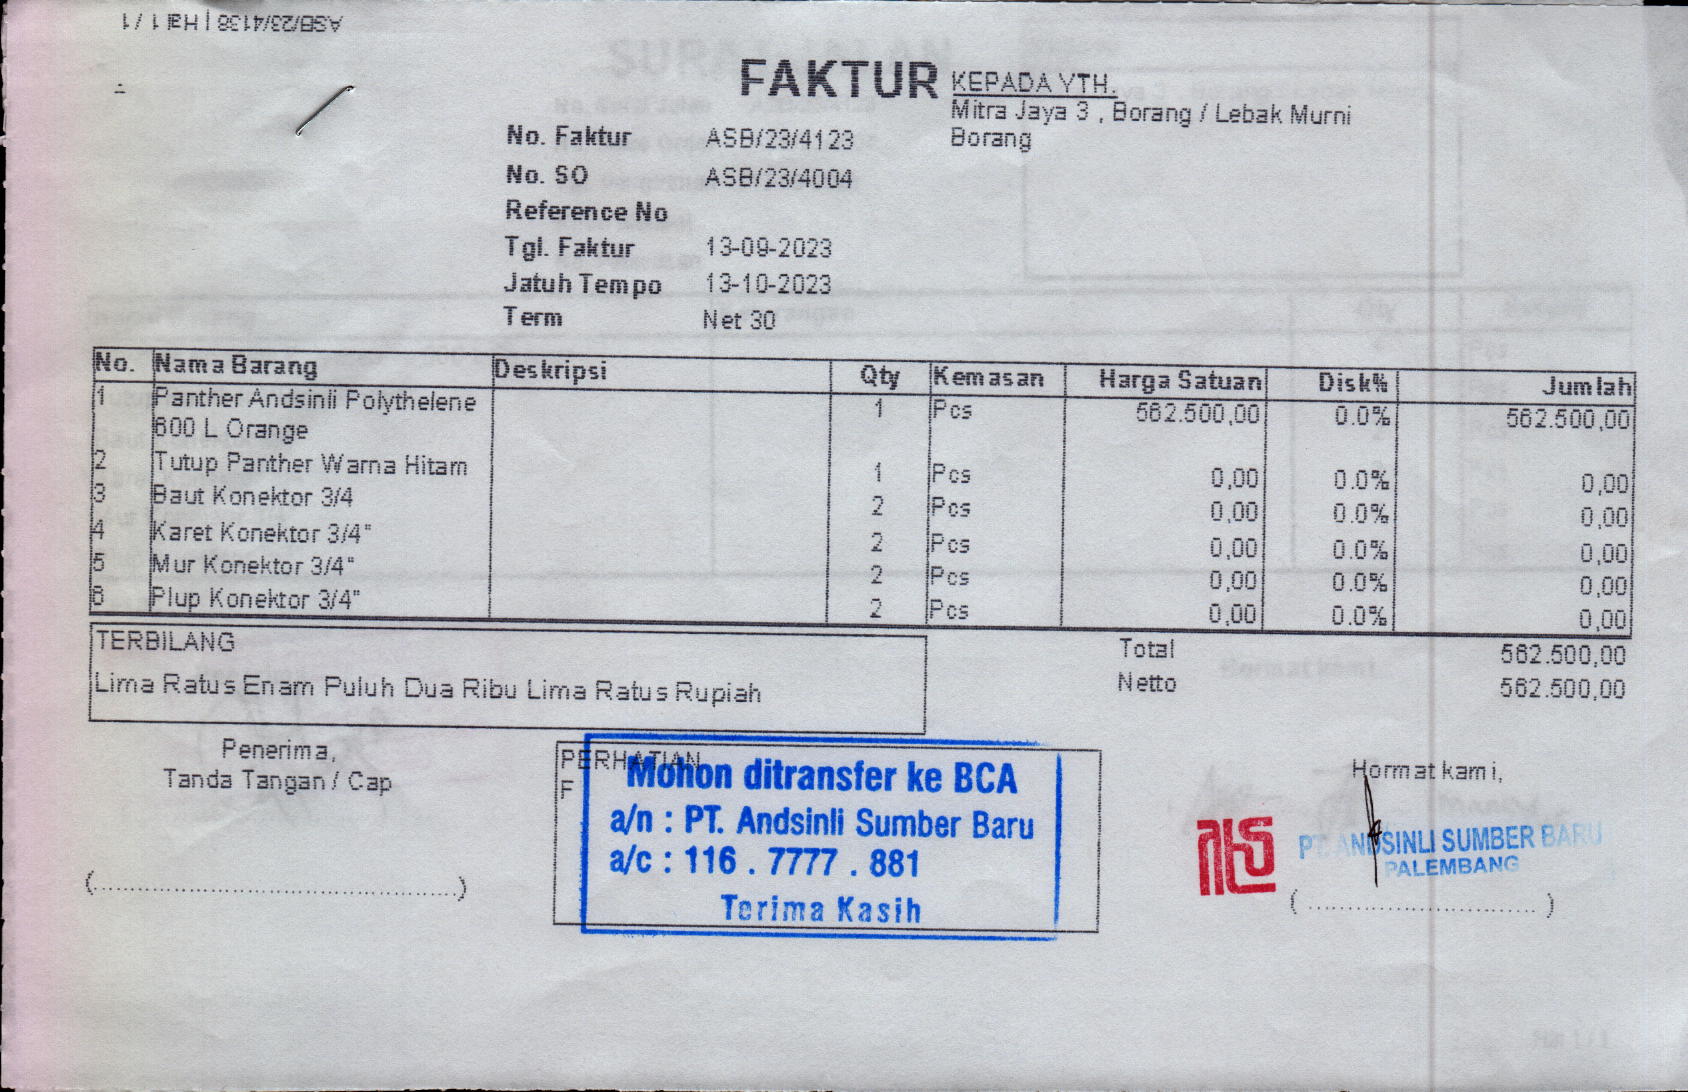 ASB/23/4138 | Hal 1 / 1
FAKTUR
KEPADA YTH.
Mitra Jaya 3 , Borang / Lebak Murni
Borang
No. Faktur ASB/23/4123
No. SO ASB/23/4004
Reference No
Tgl. Faktur 13-09-2023
Jatuh Tempo 13-10-2023
Term Net 30
No. Nama Barang Deskripsi Qty Kemasan Harga Satuan Disk% Jumlah
1 Panther Andsinli Polythelene 1 Pcs 562.500,00 0.0% 562.500,00
600 L Orange
2 Tutup Panther Warna Hitam 1 Pcs 0,00 0.0% 0,00
3 Baut Konektor 3/4 2 Pcs 0,00 0.0% 0,00
4 Karet Konektor 3/4" 2 Pcs 0,00 0.0% 0,00
5 Mur Konektor 3/4" 2 Pcs 0,00 0.0% 0,00
6 Plup Konektor 3/4" 2 Pcs 0,00 0.0% 0,00
TERBILANG
Lima Ratus Enam Puluh Dua Ribu Lima Ratus Rupiah
Total 562.500,00
Netto 562.500,00
Penerima,
Tanda Tangan / Cap
PERHATIAN
F
Mohon ditransfer ke BCA
a/n : PT. Andsinli Sumber Baru
a/c : 116 . 7777 . 881
Terima Kasih
Hormat kami,
PT. ANDSINLI SUMBER BARU
PALEMBANG